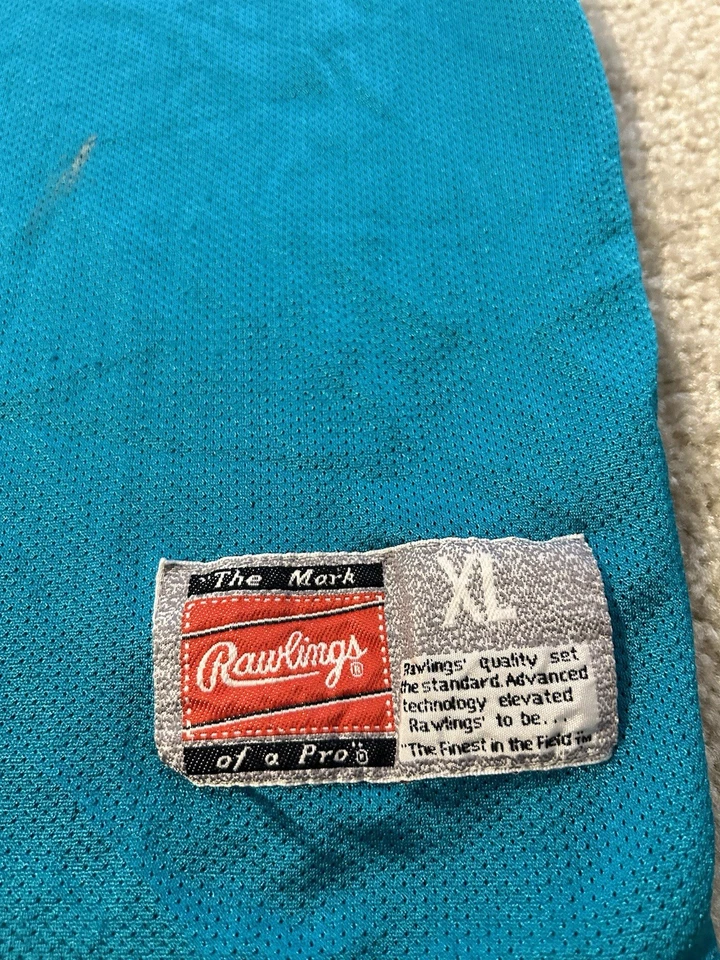 The Mark
Rawlings®
of a Pro®
XL
Rawlings' quality set
the standard. Advanced
technology elevated
Rawlings' to be...
"The Finest in the Field™